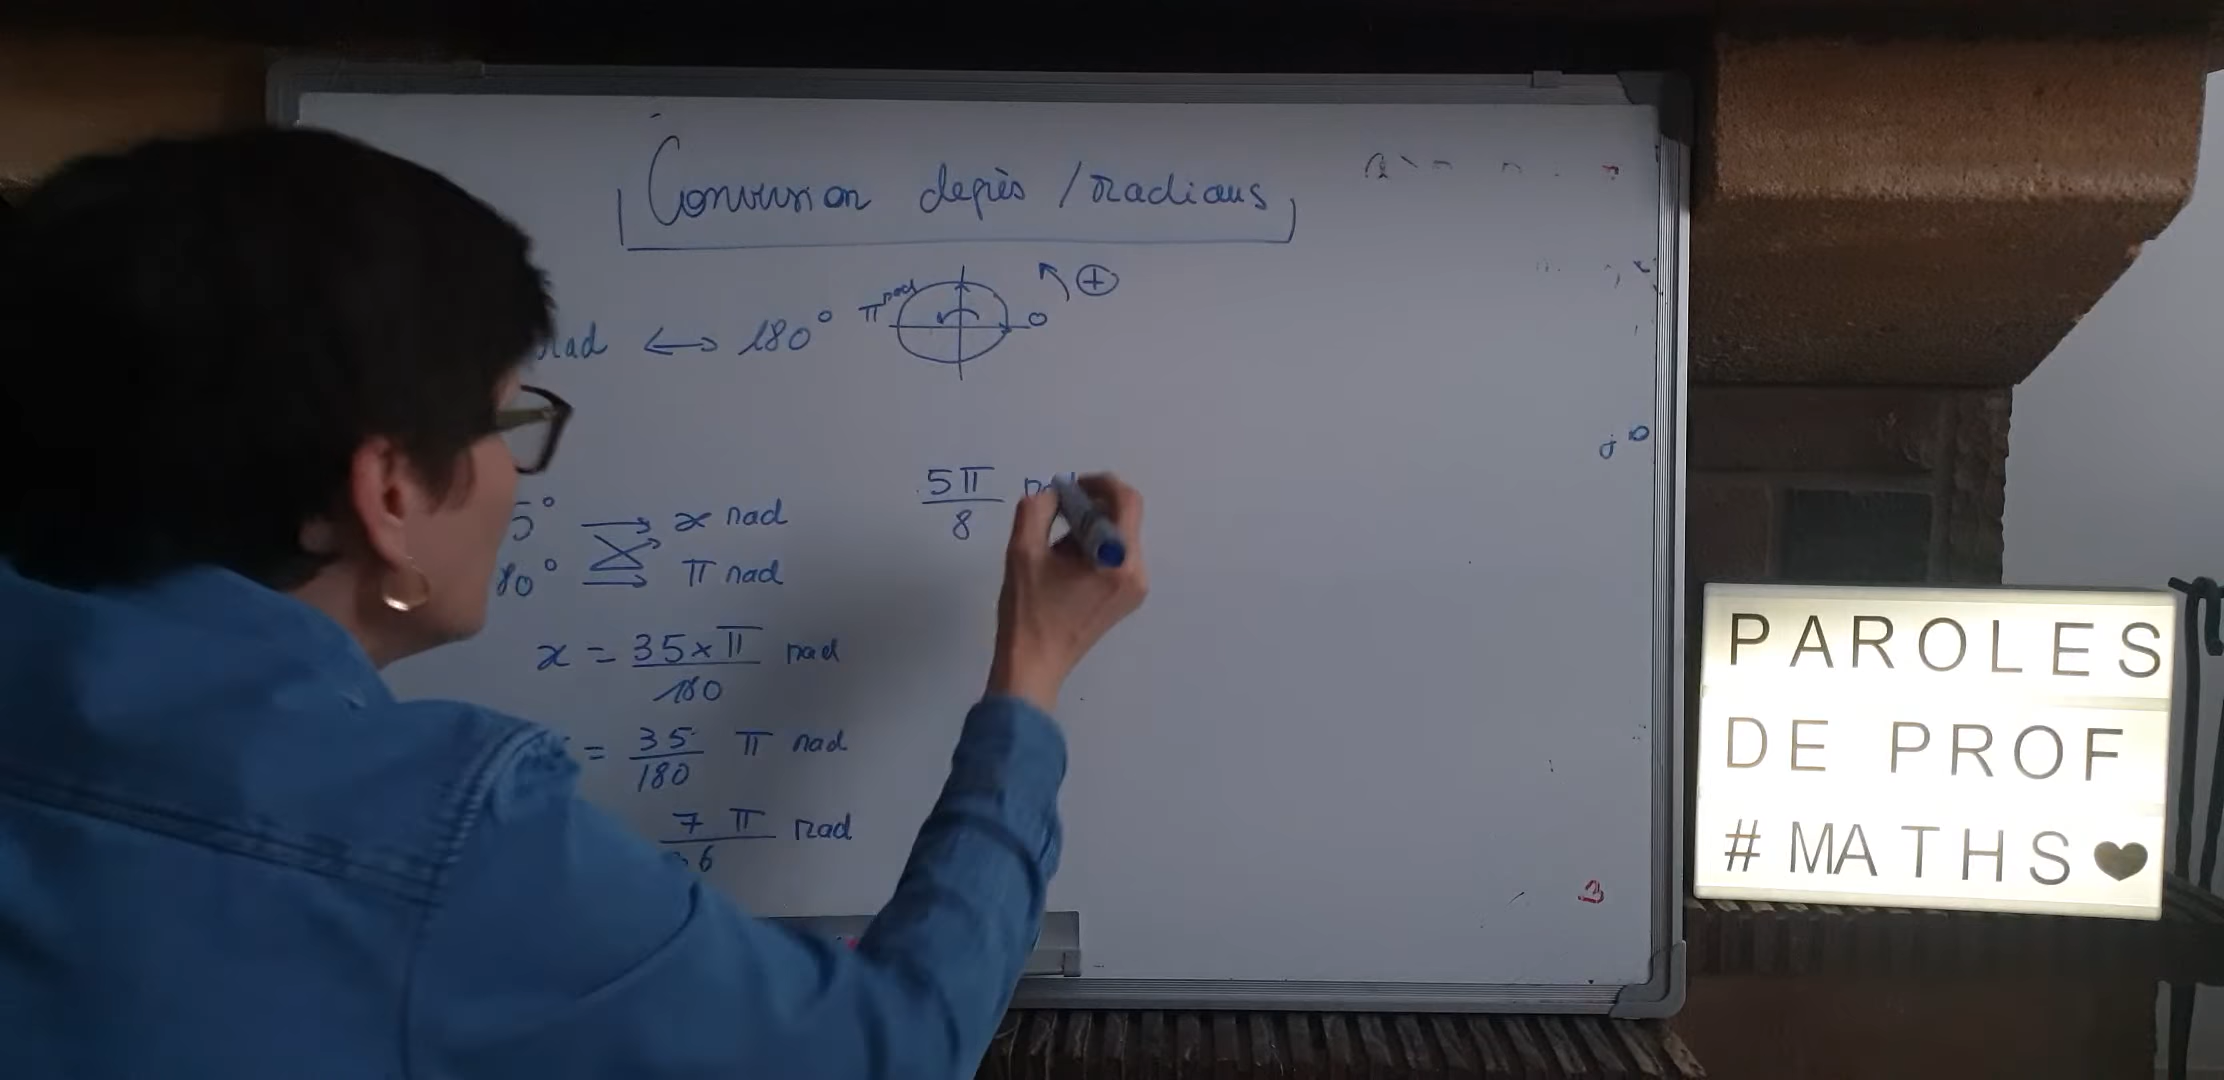 Conversion degrés / radians
rad ↔ 180° π rad 0 +
5° → x rad
80° → π rad
x = 35 × π / 180 rad
= 35 / 180 π rad
7 π / 36 rad
5π / 8
PAROLES
DE PROF
# MATHS ♥